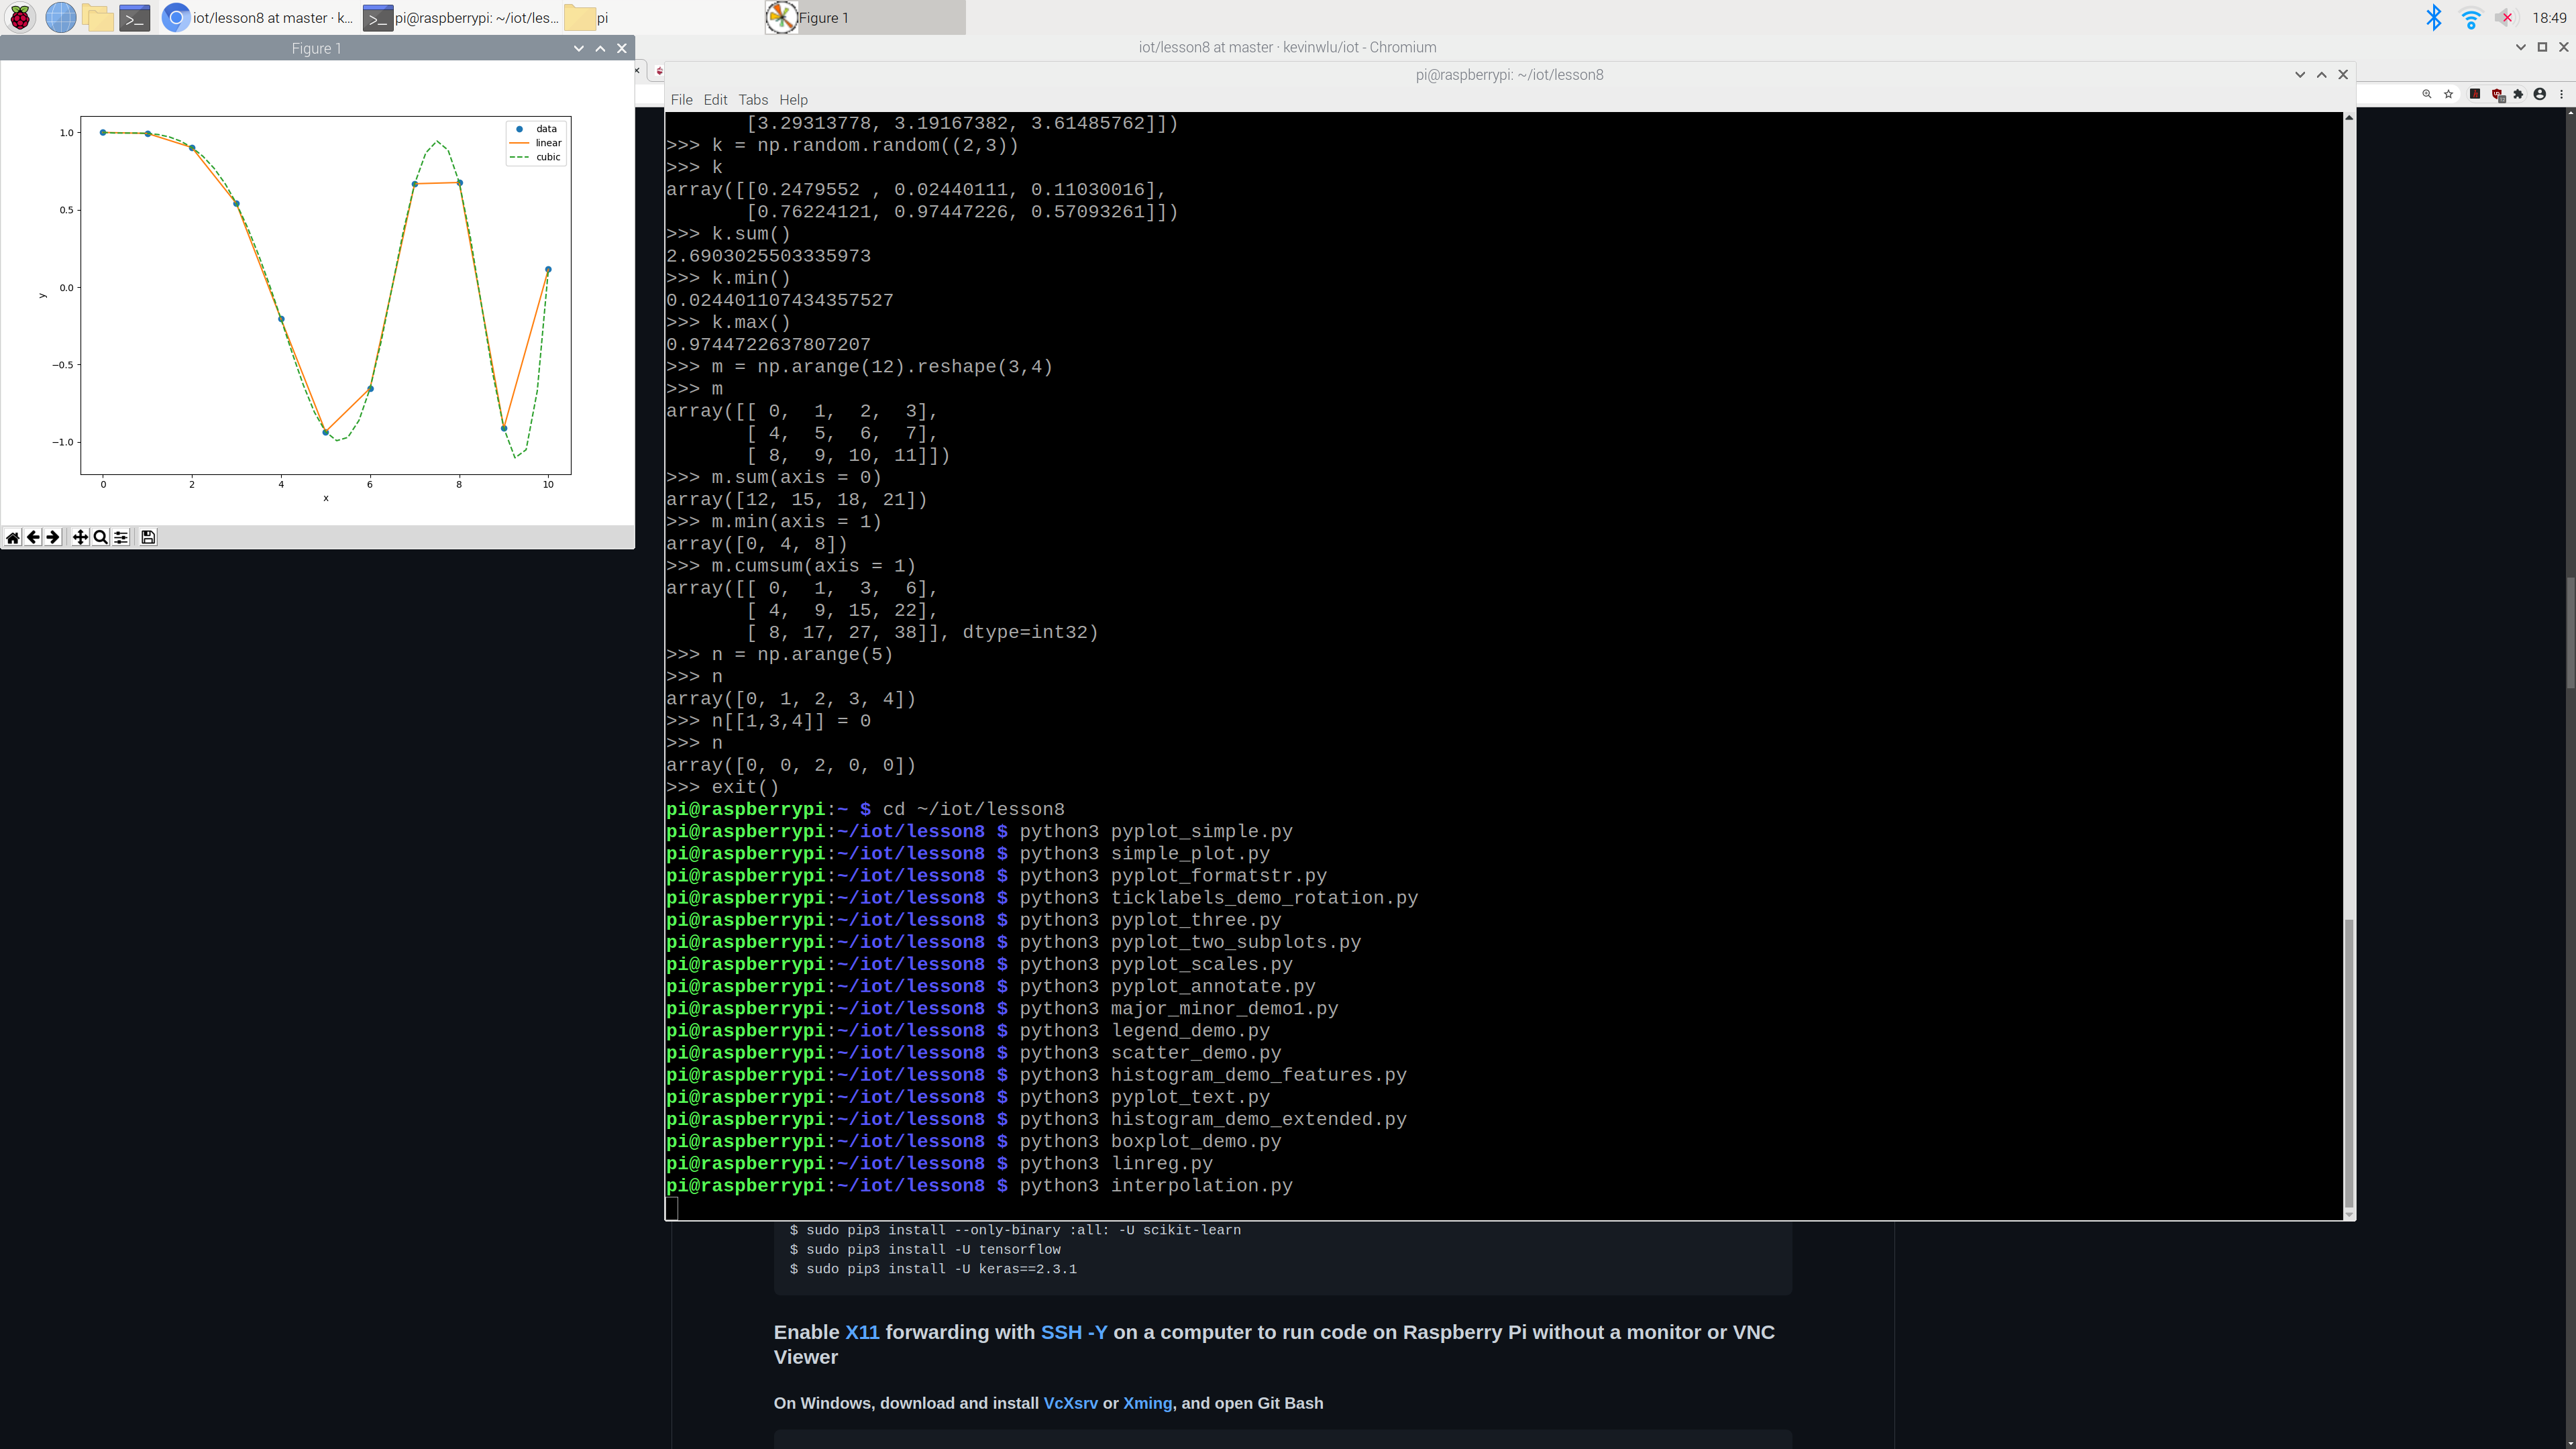 iot/lesson8 at master · k...
pi@raspberrypi: ~/iot/les...
pi
Figure 1
18:49
Figure 1
iot/lesson8 at master · kevinwlu/iot - Chromium
pi@raspberrypi: ~/iot/lesson8
File Edit Tabs Help
1.0
0.5
0.0
−0.5
−1.0
y
data
linear
cubic
0 2 4 6 8 10
x
[3.29313778, 3.19167382, 3.61485762]])
>>> k = np.random.random((2,3))
>>> k
array([[0.2479552 , 0.02440111, 0.11030016],
[0.76224121, 0.97447226, 0.57093261]])
>>> k.sum()
2.6903025503335973
>>> k.min()
0.024401107434357527
>>> k.max()
0.9744722637807207
>>> m = np.arange(12).reshape(3,4)
>>> m
array([[ 0,  1,  2,  3],
[ 4,  5,  6,  7],
[ 8,  9, 10, 11]])
>>> m.sum(axis = 0)
array([12, 15, 18, 21])
>>> m.min(axis = 1)
array([0, 4, 8])
>>> m.cumsum(axis = 1)
array([[ 0,  1,  3,  6],
[ 4,  9, 15, 22],
[ 8, 17, 27, 38]], dtype=int32)
>>> n = np.arange(5)
>>> n
array([0, 1, 2, 3, 4])
>>> n[[1,3,4]] = 0
>>> n
array([0, 0, 2, 0, 0])
>>> exit()
pi@raspberrypi:~ $ cd ~/iot/lesson8
pi@raspberrypi:~/iot/lesson8 $ python3 pyplot_simple.py
pi@raspberrypi:~/iot/lesson8 $ python3 simple_plot.py
pi@raspberrypi:~/iot/lesson8 $ python3 pyplot_formatstr.py
pi@raspberrypi:~/iot/lesson8 $ python3 ticklabels_demo_rotation.py
pi@raspberrypi:~/iot/lesson8 $ python3 pyplot_three.py
pi@raspberrypi:~/iot/lesson8 $ python3 pyplot_two_subplots.py
pi@raspberrypi:~/iot/lesson8 $ python3 pyplot_scales.py
pi@raspberrypi:~/iot/lesson8 $ python3 pyplot_annotate.py
pi@raspberrypi:~/iot/lesson8 $ python3 major_minor_demo1.py
pi@raspberrypi:~/iot/lesson8 $ python3 legend_demo.py
pi@raspberrypi:~/iot/lesson8 $ python3 scatter_demo.py
pi@raspberrypi:~/iot/lesson8 $ python3 histogram_demo_features.py
pi@raspberrypi:~/iot/lesson8 $ python3 pyplot_text.py
pi@raspberrypi:~/iot/lesson8 $ python3 histogram_demo_extended.py
pi@raspberrypi:~/iot/lesson8 $ python3 boxplot_demo.py
pi@raspberrypi:~/iot/lesson8 $ python3 linreg.py
pi@raspberrypi:~/iot/lesson8 $ python3 interpolation.py
$ sudo pip3 install --only-binary :all: -U scikit-learn
$ sudo pip3 install -U tensorflow
$ sudo pip3 install -U keras==2.3.1
Enable X11 forwarding with SSH -Y on a computer to run code on Raspberry Pi without a monitor or VNC
Viewer
On Windows, download and install VcXsrv or Xming, and open Git Bash